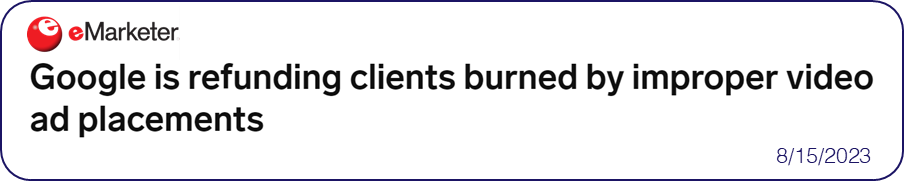 eMarketer
Google is refunding clients burned by improper video
ad placements
8/15/2023